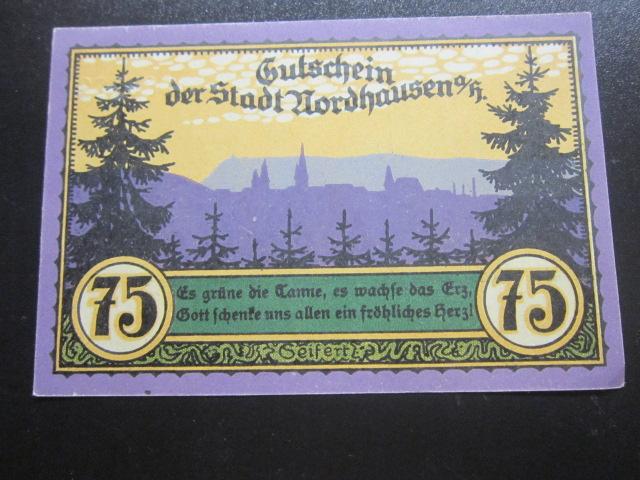 Gutschein
der Stadt Nordhausen a/H.
75
Es grüne die Tanne, es wachse das Erz,
Gott schenke uns allen ein fröhliches Herz!
75
Seifert